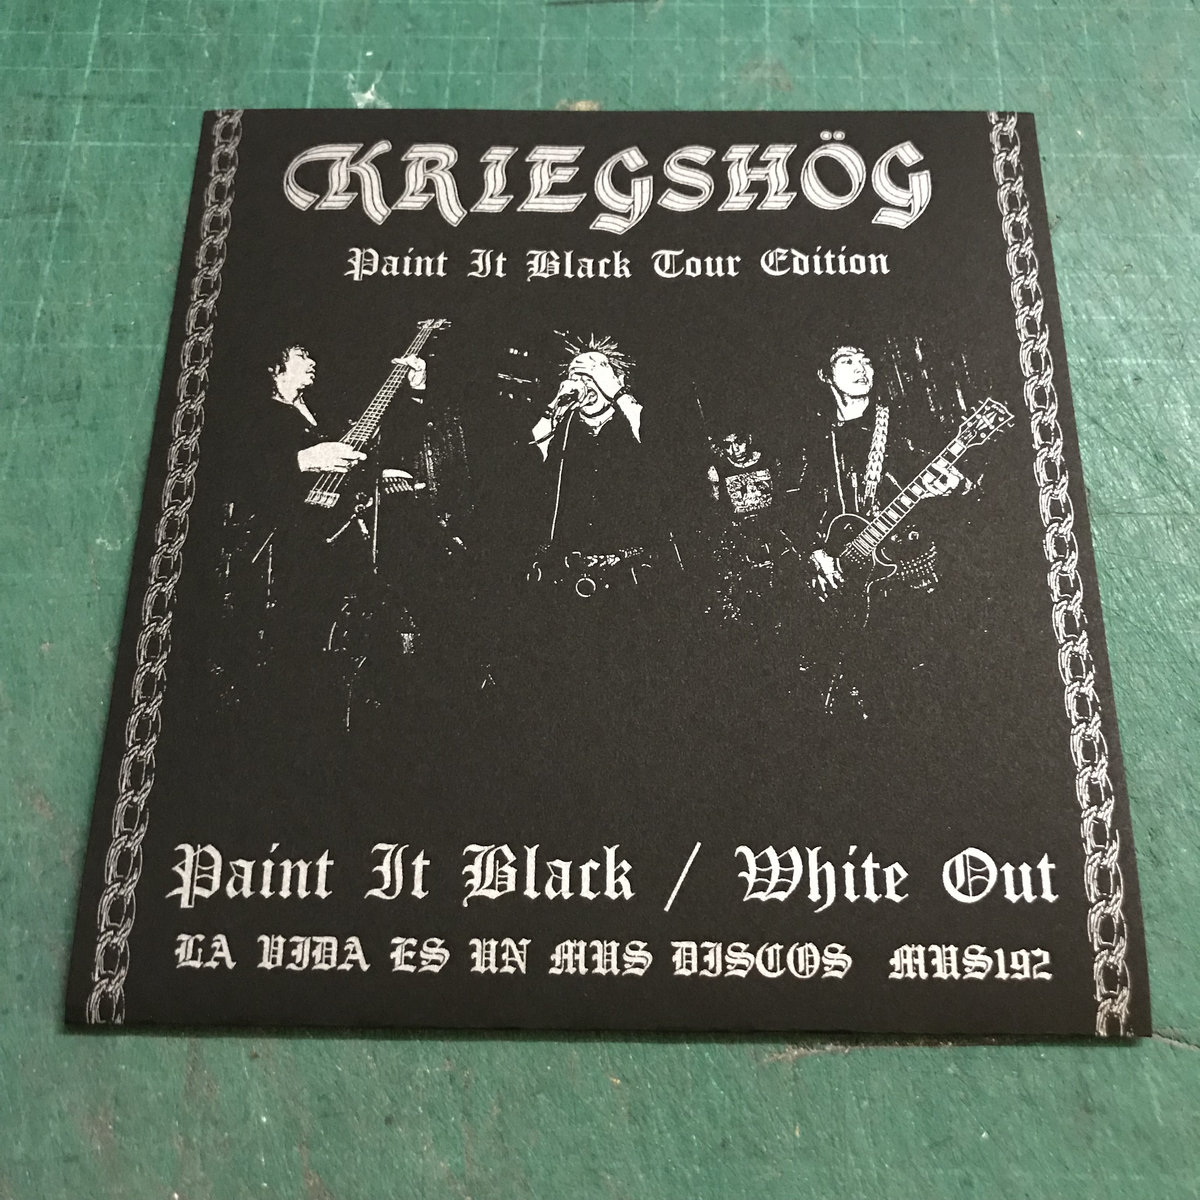 KRIEGSHÖG
Paint It Black Tour Edition
Paint It Black / White Out
LA VIDA ES UN MUS DISCOS MUS192